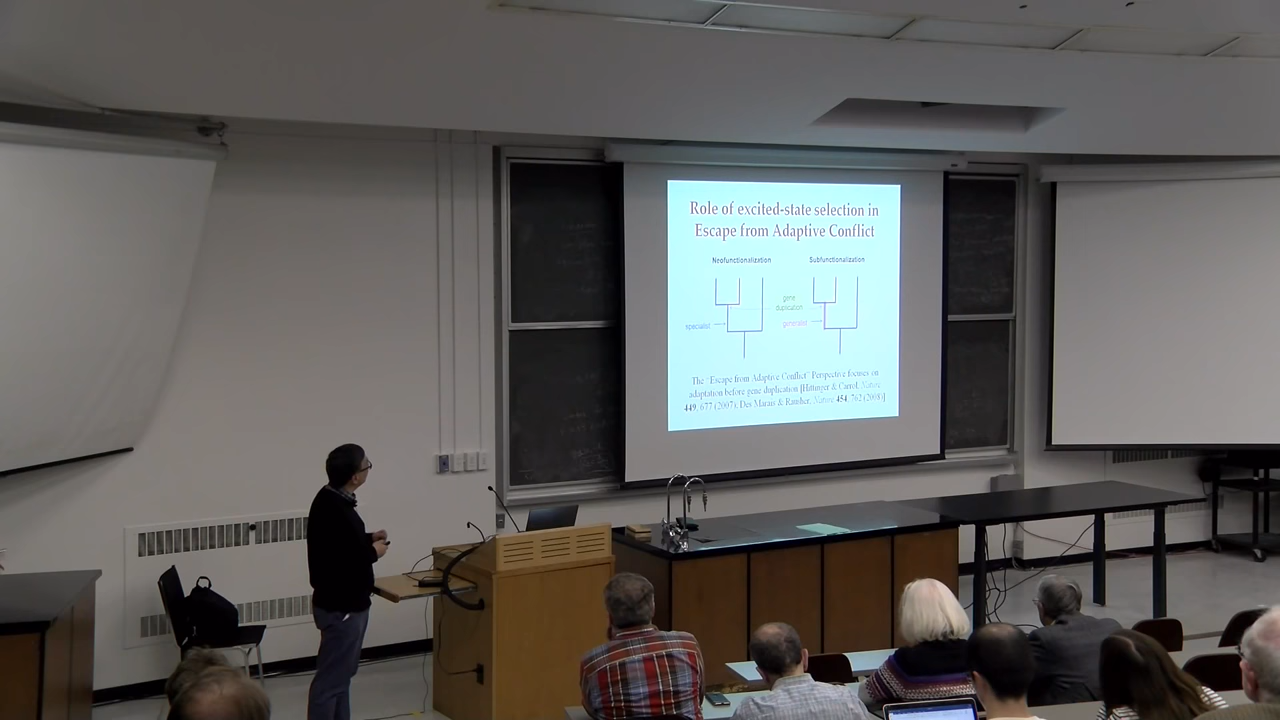 Role of excited-state selection in
Escape from Adaptive Conflict
Neofunctionalization
Subfunctionalization
gene
duplication
specialist
generalist
The "Escape from Adaptive Conflict" Perspective focuses on
adaptation before gene duplication [Hittinger & Carrol, Nature
449, 677 (2007); Des Marais & Rausher, Nature 454, 762 (2008)]